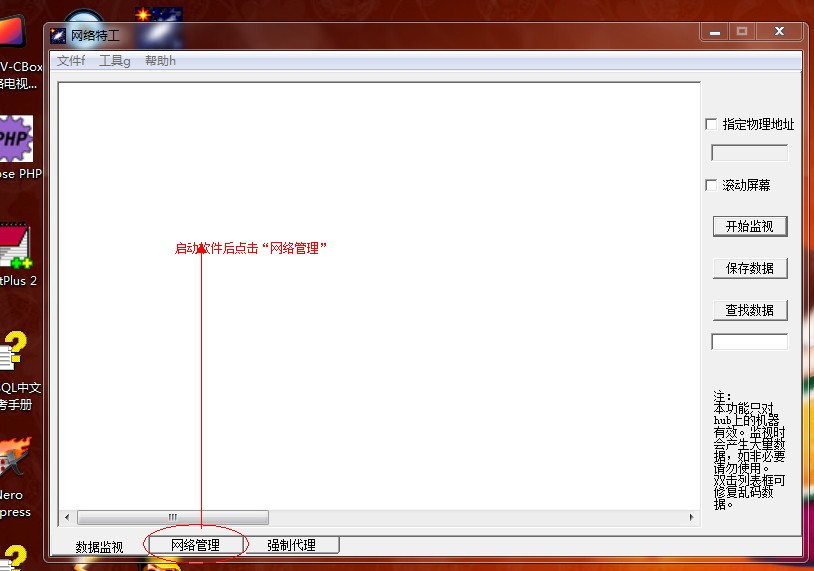 网络特工
文件f 工具g 帮助h
V-CBox
络电视...
PHP
ose PHP
tPlus 2
QL中文
考手册
Nero
press
启动软件后点击“网络管理”
指定物理地址
滚动屏幕
开始监视
保存数据
查找数据
注:
本功能只对
hub上的机器
有效。监视时
会产生大量数
据,如非必要
请勿使用。
双击列表框可
修复乱码数
据。
数据监视 网络管理 强制代理